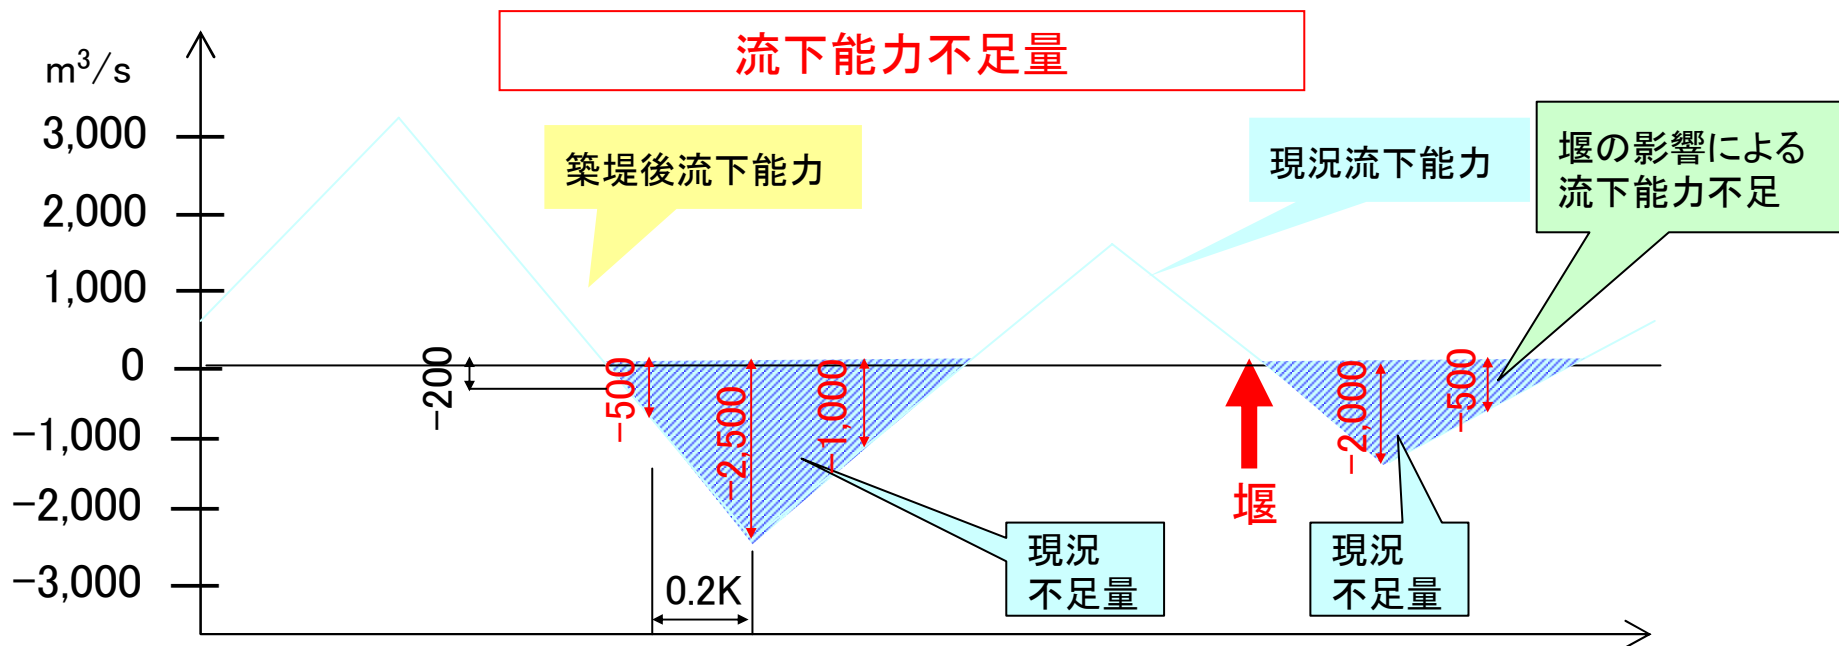 流下能力不足量
m³/s
3,000
2,000
1,000
0
-1,000
-2,000
-3,000
築堤後流下能力
現況流下能力
堰の影響による
流下能力不足
-200
-500
-2,500
-1,000
-2,000
-500
堰
現況
不足量
現況
不足量
0.2K